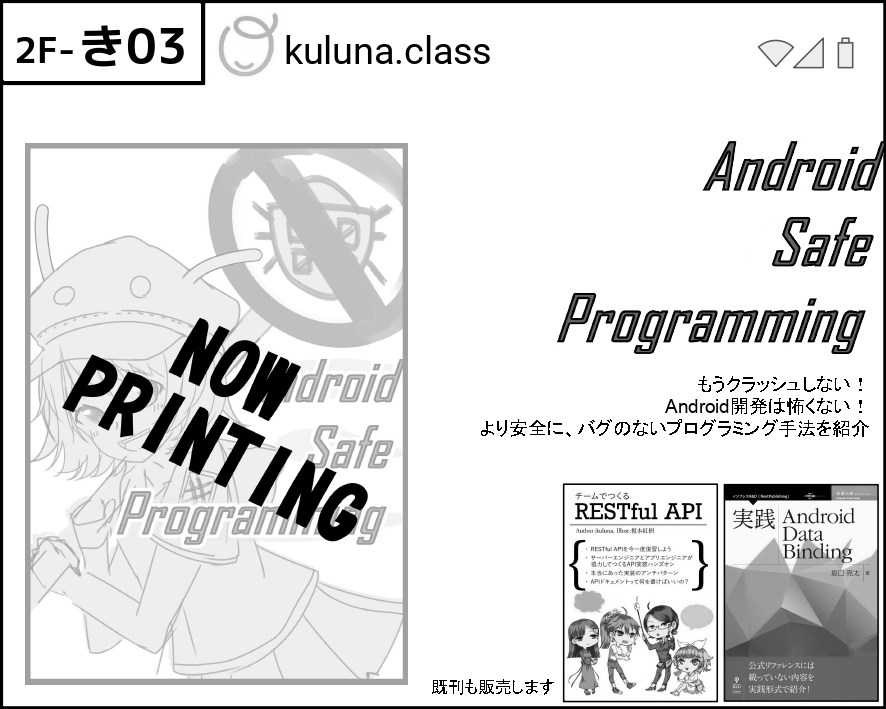 2F-き03
kuluna.class
Android
Safe
Programming
NOW
PRINTING
Android
Safe
Programming
もうクラッシュしない！
Android開発は怖くない！
より安全に、バグのないプログラミング手法を紹介
チームでつくる
RESTful API
Author:kuluna, Illust:榎本紅樹
・ RESTful APIを今一度復習しよう
・ サーバーエンジニアとアプリエンジニアが
協力してつくるAPI実装ハンズオン
・ 本当にあった実装のアンチパターン
・ APIドキュメントって何を書けばいいの？
インプレスR&D [NextPublishing]
実践
Android
Data
Binding
坂口 亮太 著
公式リファレンスには
載っていない内容を
実践形式で紹介！
既刊も販売します